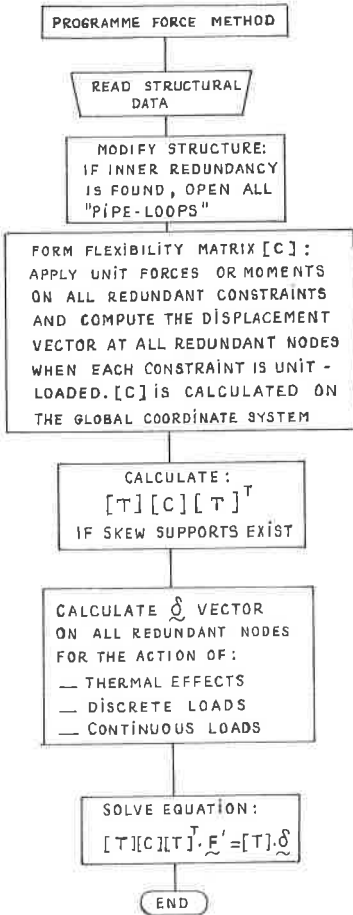 PROGRAMME FORCE METHOD
READ STRUCTURAL
DATA
MODIFY STRUCTURE:
IF INNER REDUNDANCY
IS FOUND, OPEN ALL
"PIPE-LOOPS"
FORM FLEXIBILITY MATRIX [C]:
APPLY UNIT FORCES OR MOMENTS
ON ALL REDUNDANT CONSTRAINTS
AND COMPUTE THE DISPLACEMENT
VECTOR AT ALL REDUNDANT NODES
WHEN EACH CONSTRAINT IS UNIT-
LOADED. [C] IS CALCULATED ON
THE GLOBAL COORDINATE SYSTEM
CALCULATE:
[T][C][T]ᵀ
IF SKEW SUPPORTS EXIST
CALCULATE δ̰ VECTOR
ON ALL REDUNDANT NODES
FOR THE ACTION OF:
— THERMAL EFFECTS
— DISCRETE LOADS
— CONTINUOUS LOADS
SOLVE EQUATION:
[T][C][T]ᵀ. F̰' = [T].δ̰
END